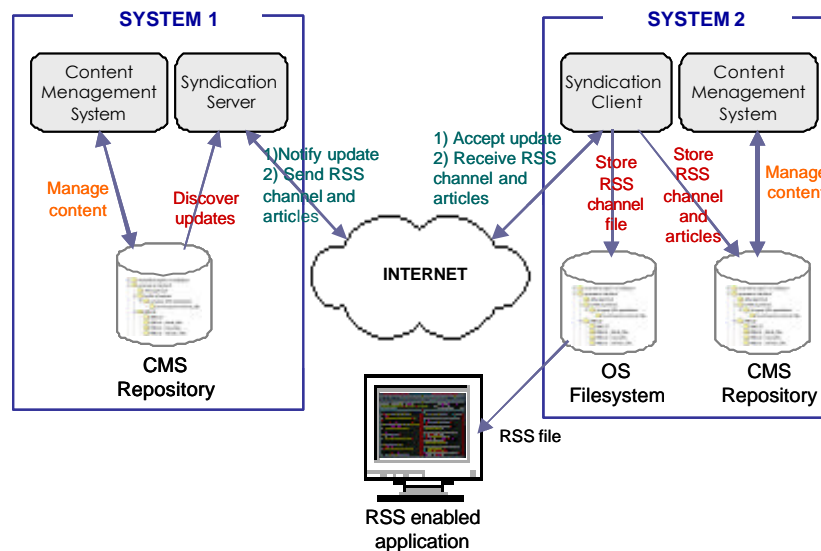 SYSTEM 1
SYSTEM 2
Content
Menagement
System
Syndication
Server
Syndication
Client
Content
Menagement
System
1)Notify update
2) Send RSS
channel and
articles
1) Accept update
2) Receive RSS
channel and
articles
Manage
content
Discover
updates
Store
RSS
channel
file
Store
RSS
channel
and
articles
Manage
content
INTERNET
CMS
Repository
OS
Filesystem
CMS
Repository
RSS file
RSS enabled
application